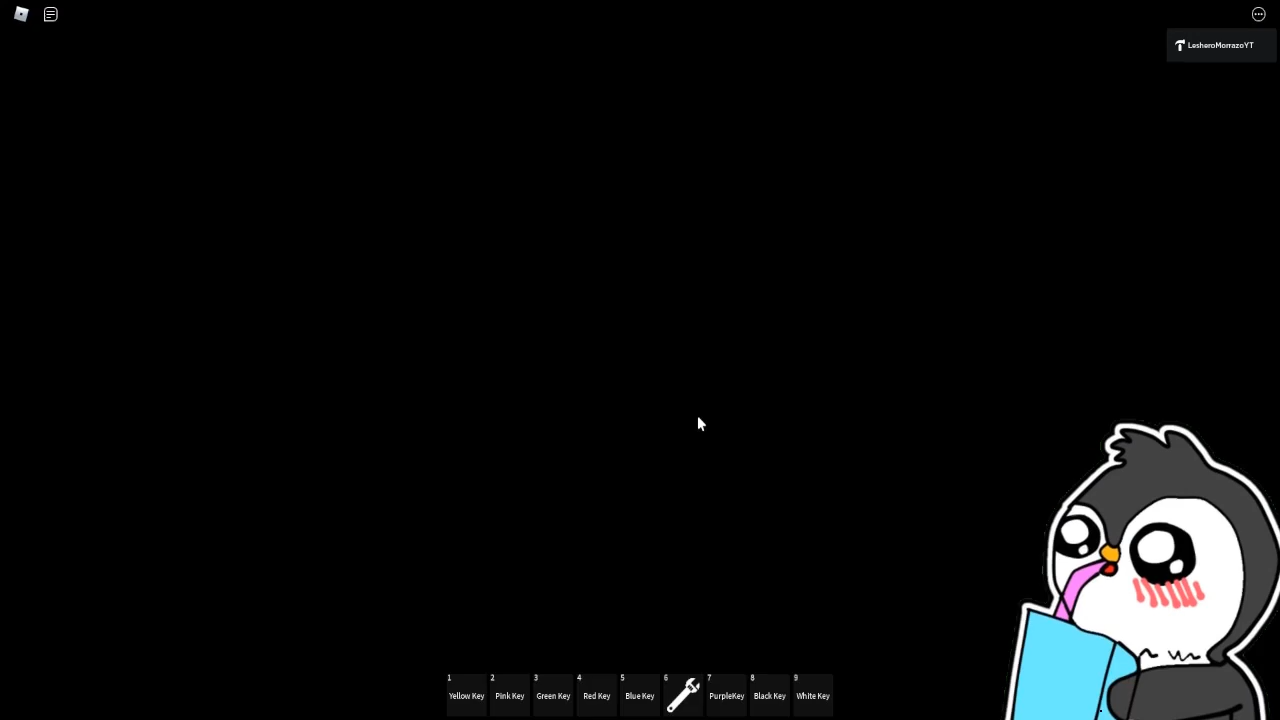 LesheroMorrazoYT
1 2 3 4 5 6 7 8 9
Yellow Key Pink Key Green Key Red Key Blue Key PurpleKey Black Key White Key